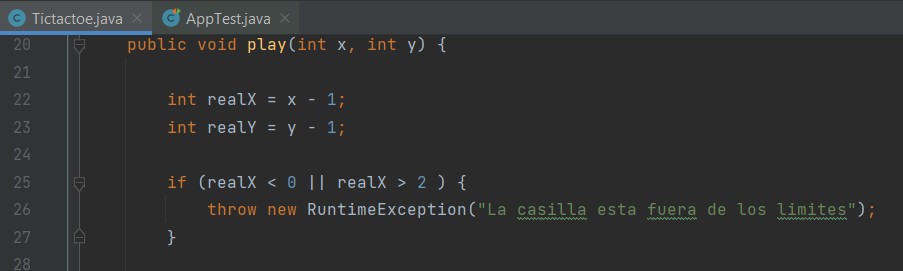 Tictactoe.java AppTest.java
20 public void play(int x, int y) {
21
22 int realX = x - 1;
23 int realY = y - 1;
24
25 if (realX < 0 || realX > 2 ) {
26 throw new RuntimeException("La casilla esta fuera de los limites");
27 }
28